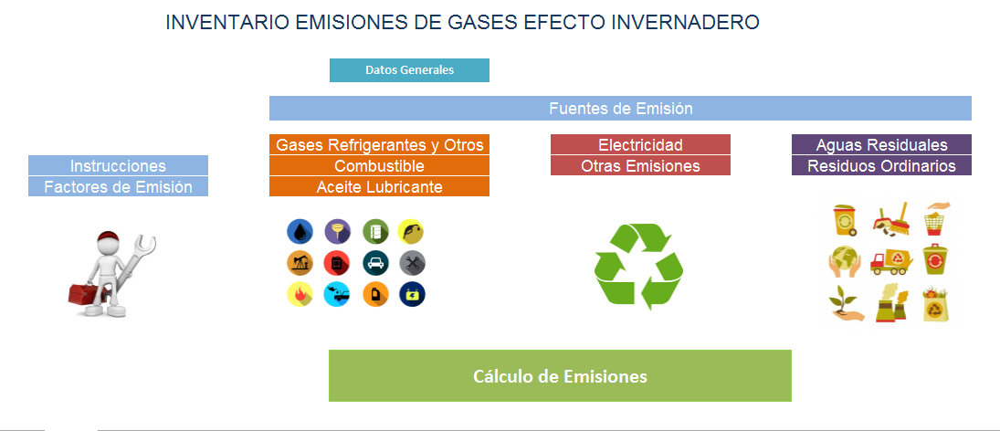 INVENTARIO EMISIONES DE GASES EFECTO INVERNADERO
Datos Generales
Fuentes de Emisión
Instrucciones
Factores de Emisión
Gases Refrigerantes y Otros
Combustible
Aceite Lubricante
Electricidad
Otras Emisiones
Aguas Residuales
Residuos Ordinarios
Cálculo de Emisiones